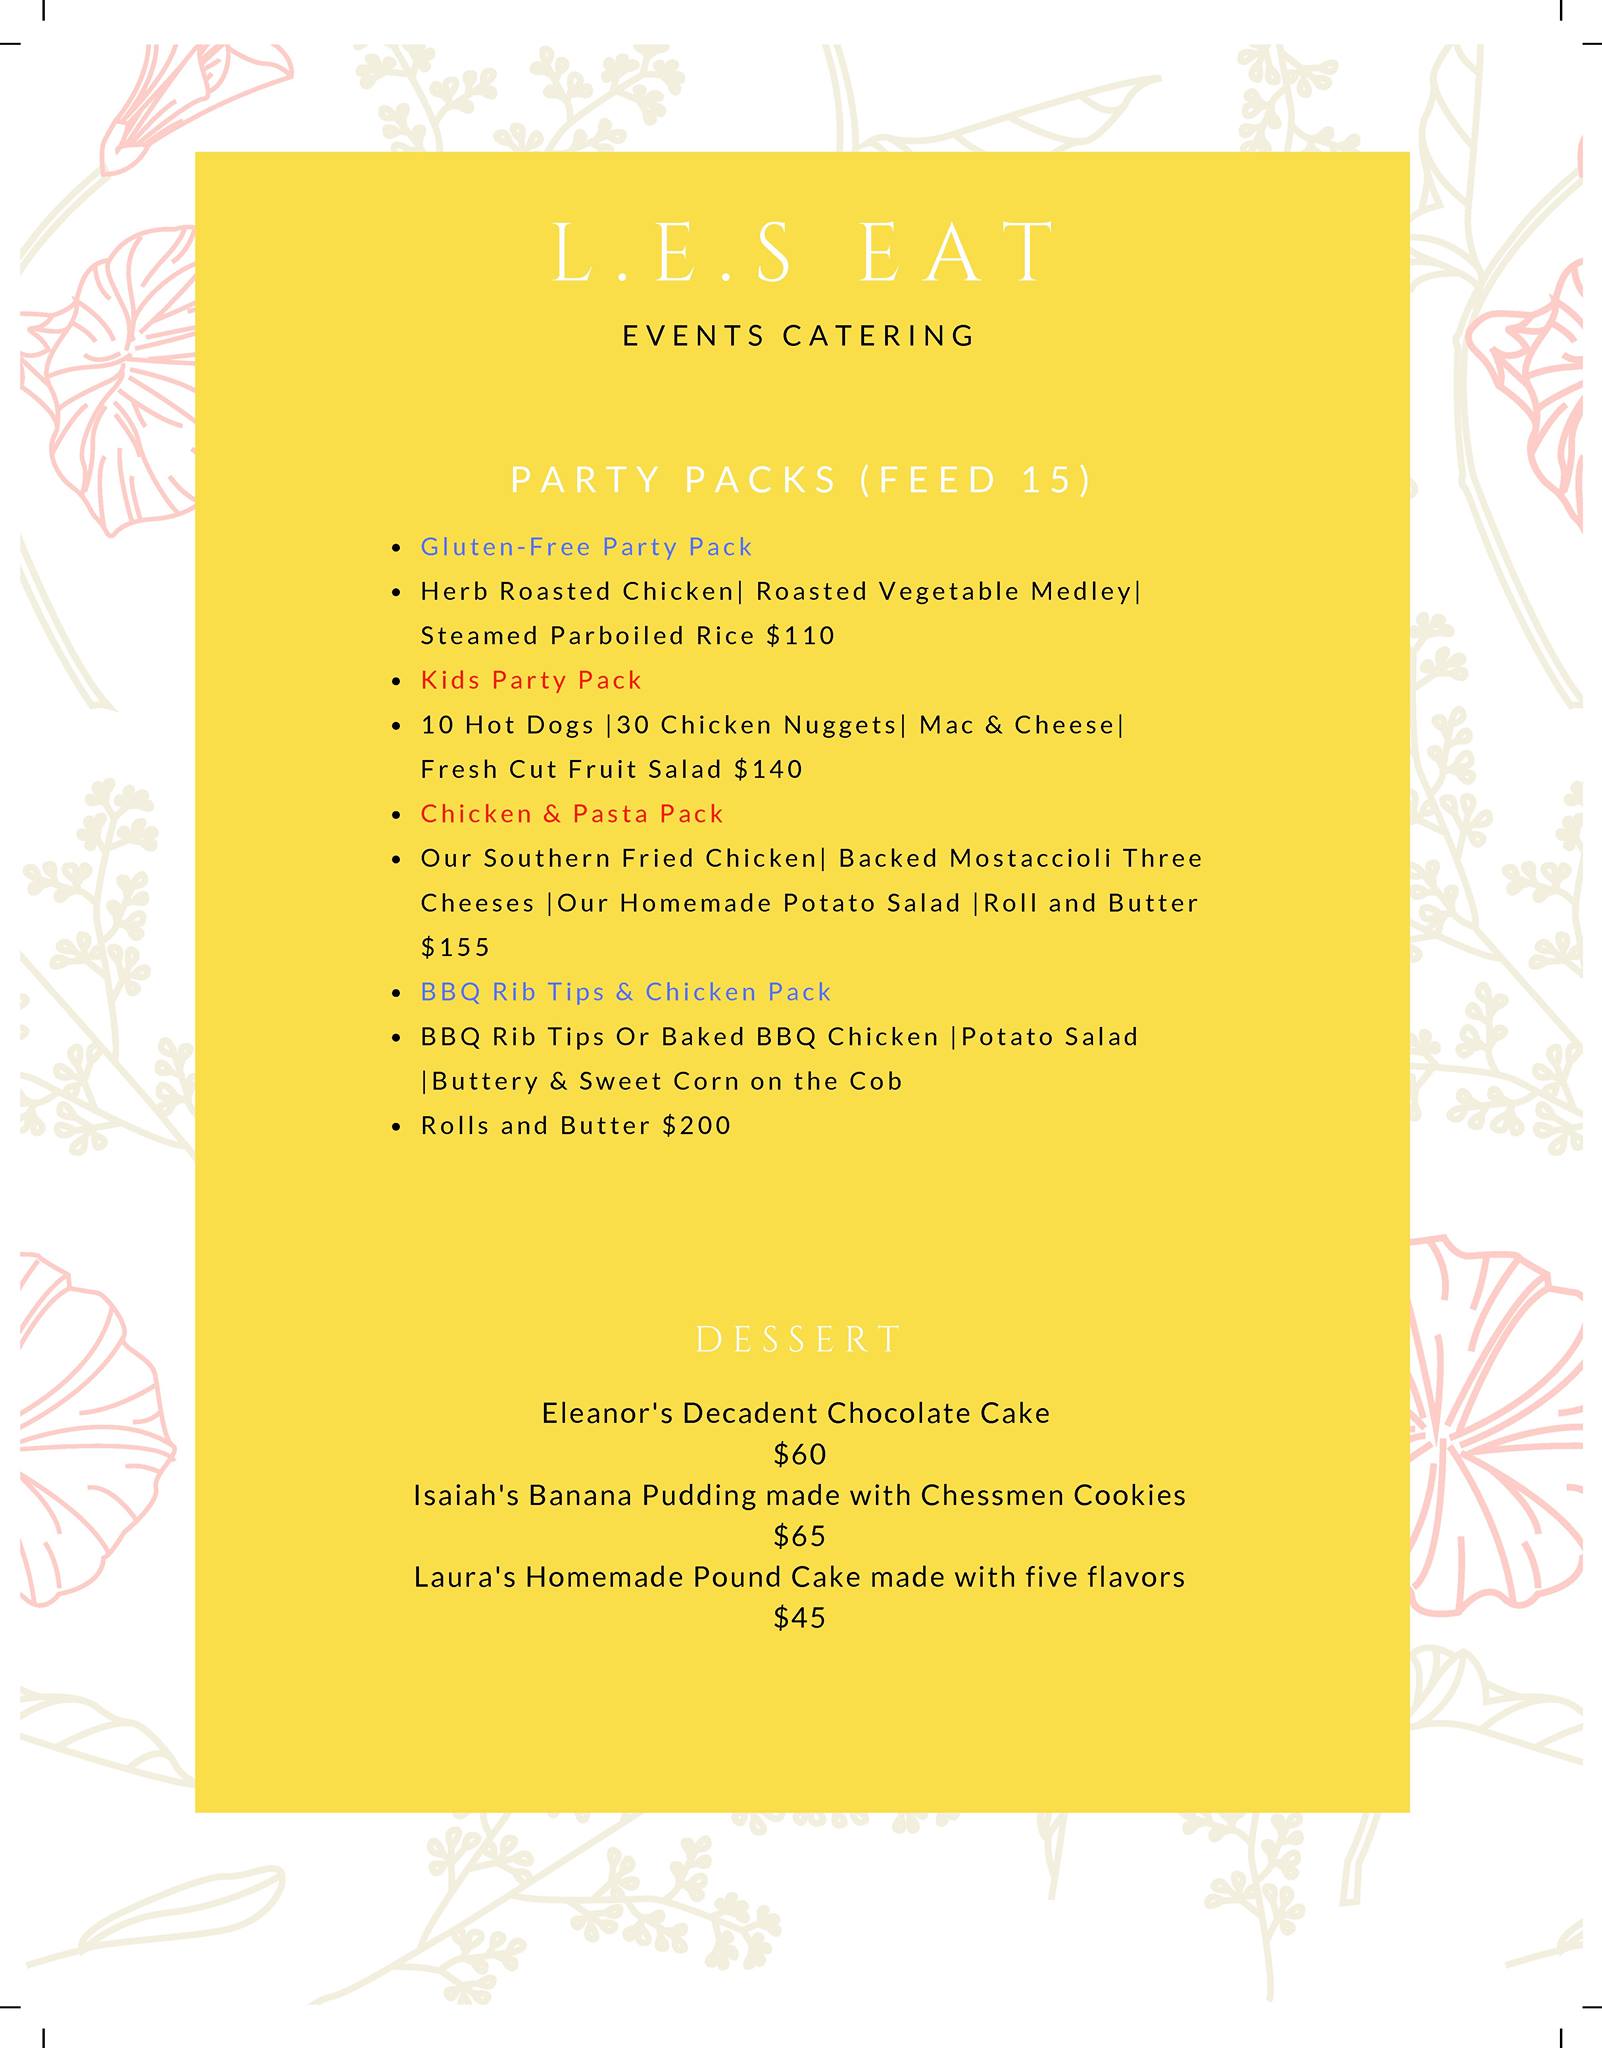 L.E.S EAT
EVENTS CATERING
PARTY PACKS (FEED 15)
Gluten-Free Party Pack
Herb Roasted Chicken| Roasted Vegetable Medley|
Steamed Parboiled Rice $110
Kids Party Pack
10 Hot Dogs |30 Chicken Nuggets| Mac & Cheese|
Fresh Cut Fruit Salad $140
Chicken & Pasta Pack
Our Southern Fried Chicken| Backed Mostaccioli Three
Cheeses |Our Homemade Potato Salad |Roll and Butter
$155
BBQ Rib Tips & Chicken Pack
BBQ Rib Tips Or Baked BBQ Chicken |Potato Salad
|Buttery & Sweet Corn on the Cob
Rolls and Butter $200
DESSERT
Eleanor's Decadent Chocolate Cake
$60
Isaiah's Banana Pudding made with Chessmen Cookies
$65
Laura's Homemade Pound Cake made with five flavors
$45